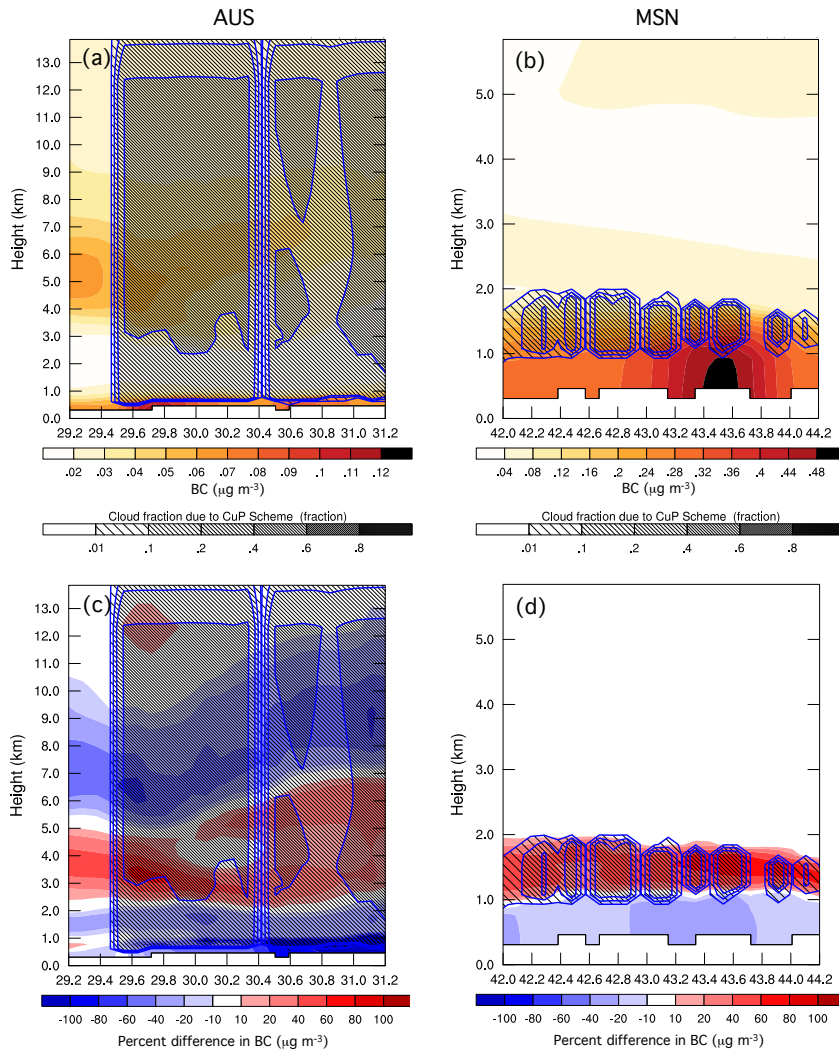 AUS MSN
(a) (b)
13.0
12.0
11.0
10.0
9.0
8.0
7.0
6.0
5.0
4.0
3.0
2.0
1.0
0.0
Height (km)
29.2 29.4 29.6 29.8 30.0 30.2 30.4 30.6 30.8 31.0 31.2
.02 .03 .04 .05 .06 .07 .08 .09 .1 .11 .12
BC (μg m-3)
5.0
4.0
3.0
2.0
1.0
0.0
Height (km)
42.0 42.2 42.4 42.6 42.8 43.0 43.2 43.4 43.6 43.8 44.0 44.2
.04 .08 .12 .16 .2 .24 .28 .32 .36 .4 .44 .48
BC (μg m-3)
Cloud fraction due to CuP Scheme (fraction)
.01 .1 .2 .4 .6 .8
Cloud fraction due to CuP Scheme (fraction)
.01 .1 .2 .4 .6 .8
(c) (d)
13.0
12.0
11.0
10.0
9.0
8.0
7.0
6.0
5.0
4.0
3.0
2.0
1.0
0.0
Height (km)
29.2 29.4 29.6 29.8 30.0 30.2 30.4 30.6 30.8 31.0 31.2
-100 -80 -60 -40 -20 -10 10 20 40 60 80 100
Percent difference in BC (μg m-3)
5.0
4.0
3.0
2.0
1.0
0.0
Height (km)
42.0 42.2 42.4 42.6 42.8 43.0 43.2 43.4 43.6 43.8 44.0 44.2
-100 -80 -60 -40 -20 -10 10 20 40 60 80 100
Percent difference in BC (μg m-3)